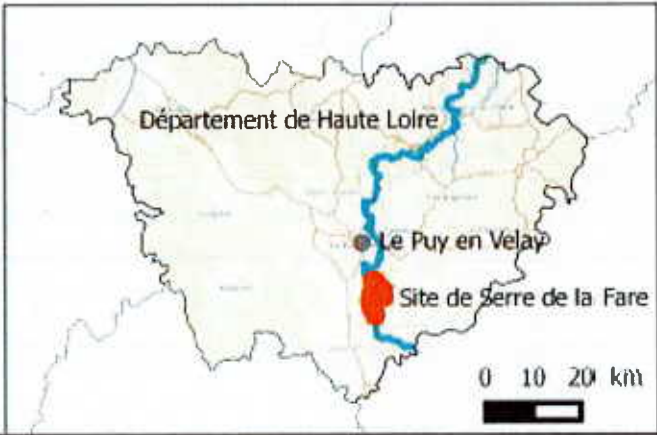 Département de Haute Loire
Le Puy en Velay
Site de Serre de la Fare
0 10 20 km